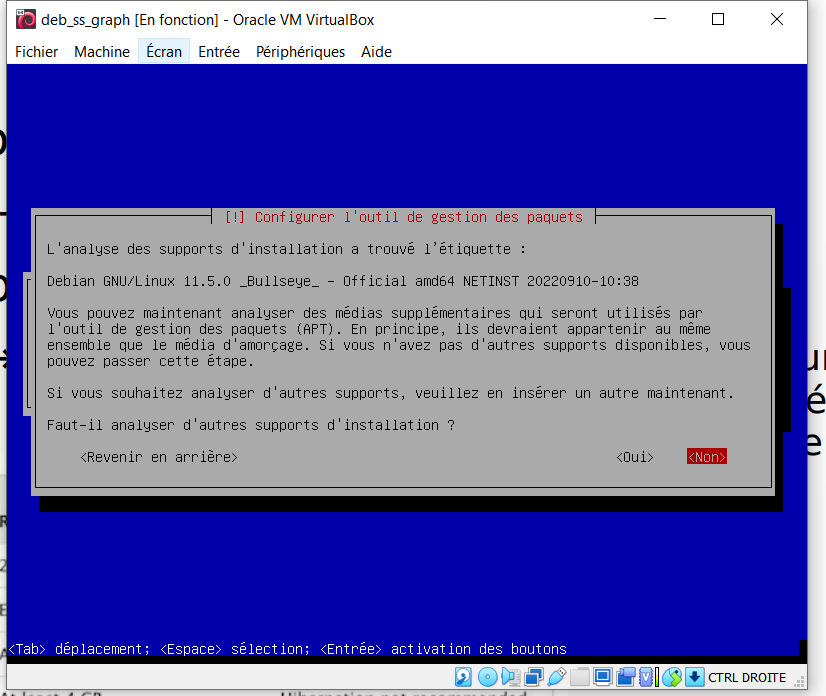 deb_ss_graph [En fonction] - Oracle VM VirtualBox
Fichier Machine Écran Entrée Périphériques Aide
[!] Configurer l'outil de gestion des paquets
L'analyse des supports d'installation a trouvé l'étiquette :
Debian GNU/Linux 11.5.0 _Bullseye_ - Official amd64 NETINST 20220910-10:38
Vous pouvez maintenant analyser des médias supplémentaires qui seront utilisés par
l'outil de gestion des paquets (APT). En principe, ils devraient appartenir au même
ensemble que le média d'amorçage. Si vous n'avez pas d'autres supports disponibles, vous
pouvez passer cette étape.
Si vous souhaitez analyser d'autres supports, veuillez en insérer un autre maintenant.
Faut-il analyser d'autres supports d'installation ?
<Revenir en arrière> <Oui> <Non>
<Tab> déplacement; <Espace> sélection; <Entrée> activation des boutons
CTRL DROITE